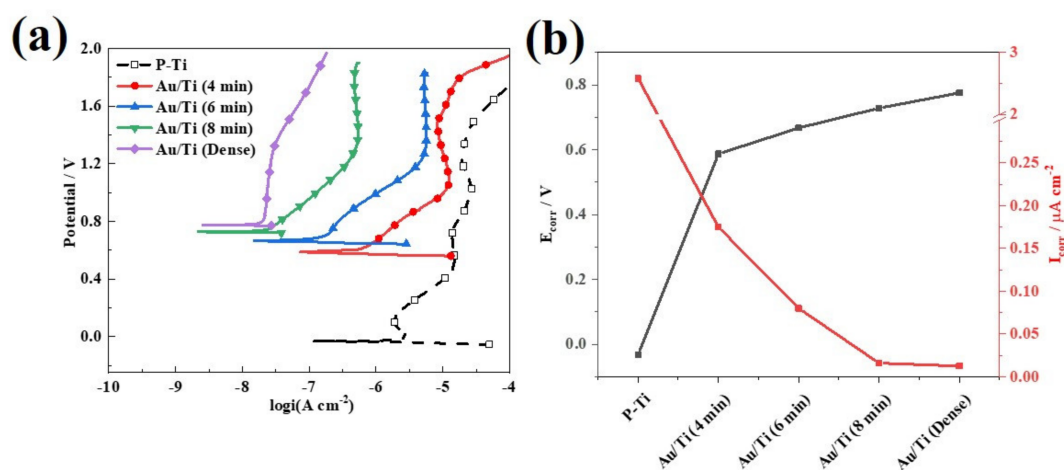 (a)
2.0
1.6
1.2
0.8
0.4
0.0
Potential / V
-10
-9
-8
-7
-6
-5
-4
logi(A cm⁻²)
P-Ti
Au/Ti (4 min)
Au/Ti (6 min)
Au/Ti (8 min)
Au/Ti (Dense)
(b)
0.8
0.6
0.4
0.2
0.0
E_corr / V
3
2
0.25
0.20
0.15
0.10
0.05
0.00
I_corr / μA cm⁻²
P-Ti
Au/Ti (4 min)
Au/Ti (6 min)
Au/Ti (8 min)
Au/Ti (Dense)